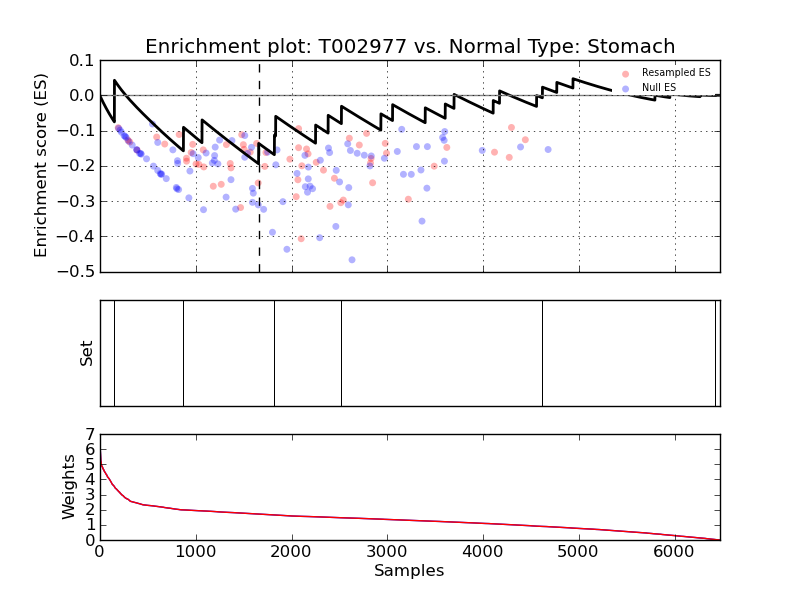 Enrichment plot: T002977 vs. Normal Type: Stomach
Enrichment score (ES)
0.1
0.0
−0.1
−0.2
−0.3
−0.4
−0.5
Resampled ES
Null ES
Set
Weights
7
6
5
4
3
2
1
0
0 1000 2000 3000 4000 5000 6000
Samples